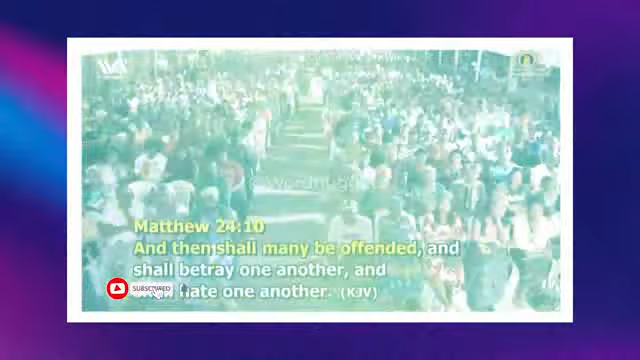 Matthew 24:10
And then shall many be offended, and
shall betray one another, and
hate one another. (KJV)
SUBSCRIBED